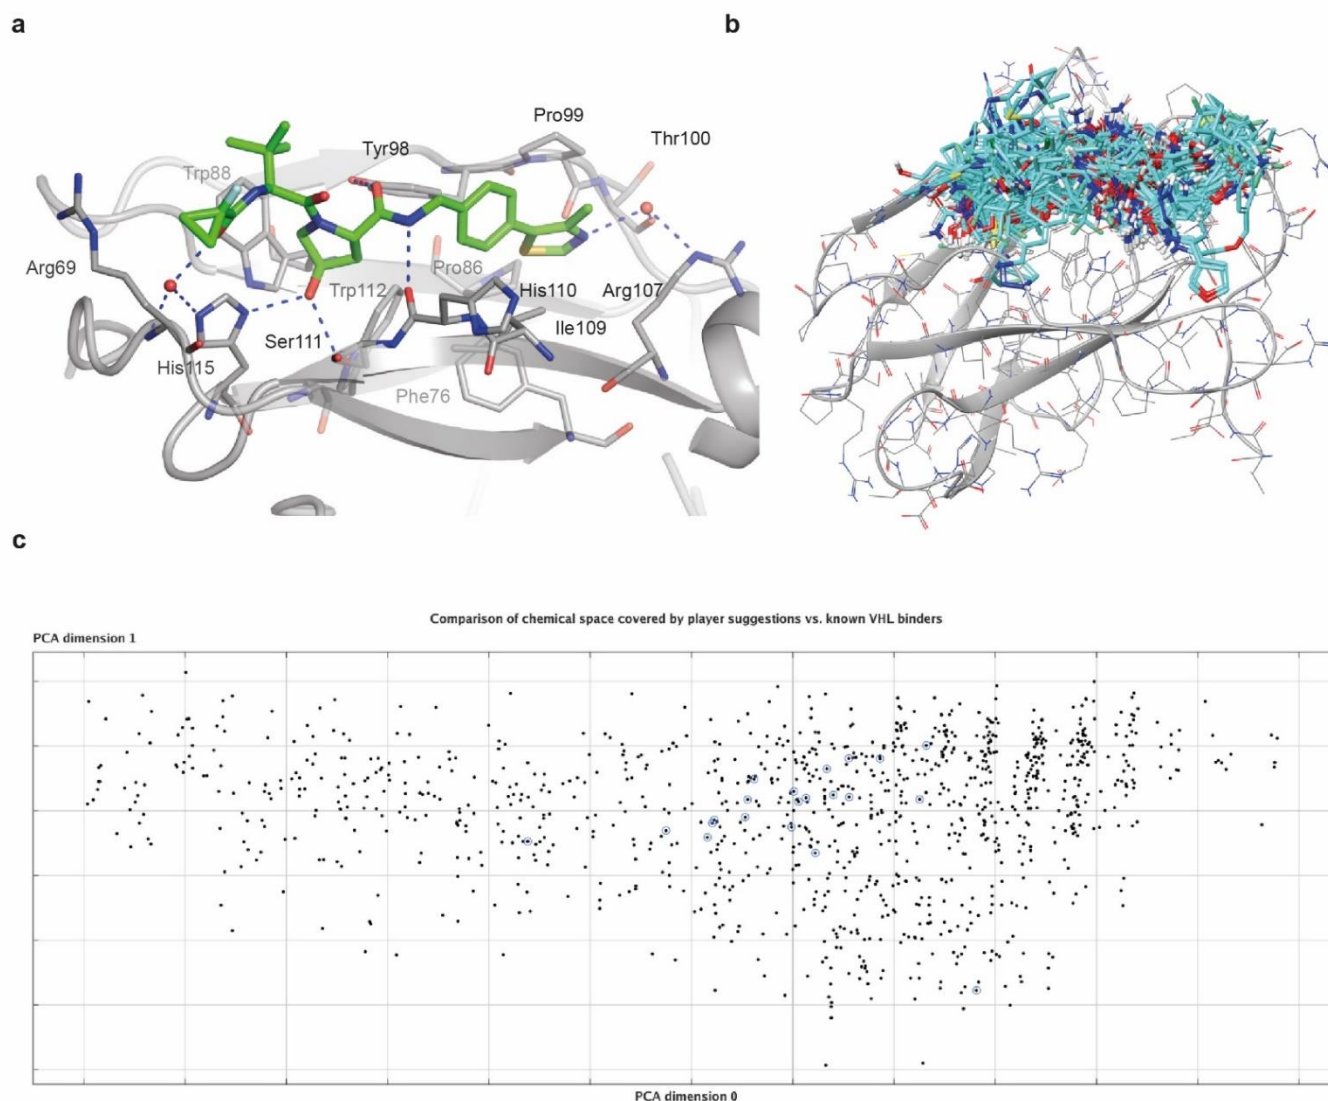 a
b
Pro99
Thr100
Tyr98
Trp88
Arg69
Pro86
Trp112
His110
Arg107
Ser111
Ile109
His115
Phe76
c
Comparison of chemical space covered by player suggestions vs. known VHL binders
PCA dimension 1
PCA dimension 0